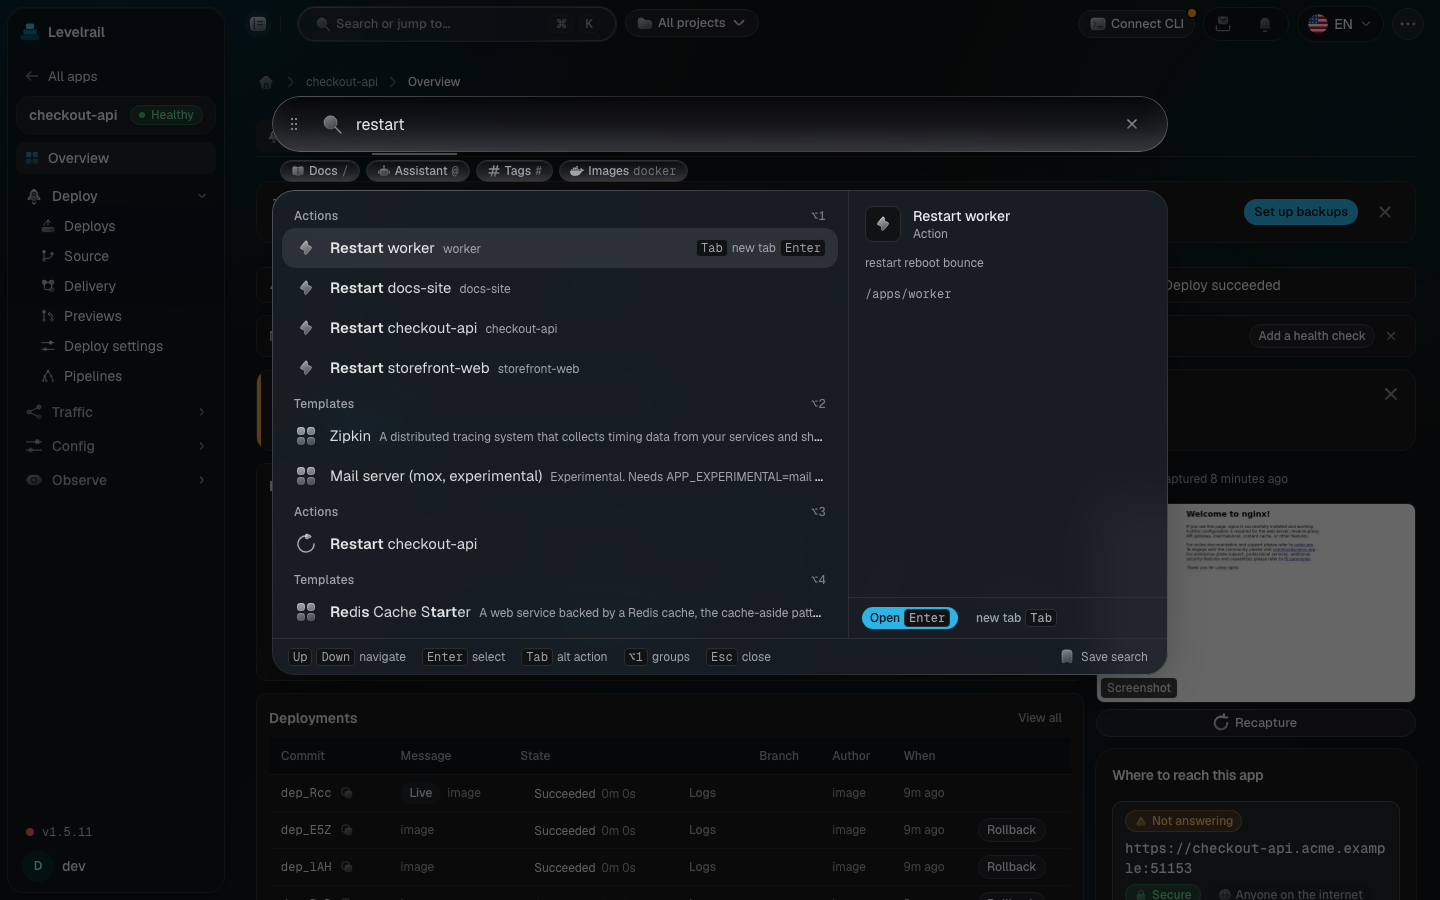 Levelrail
Search or jump to...
⌘ K
All projects
Connect CLI
EN
All apps
checkout-api
Overview
checkout-api
Healthy
restart
Overview
Docs /
Assistant @
Tags #
Images docker
Deploy
Deploys
Source
Delivery
Previews
Deploy settings
Pipelines
Traffic
Config
Observe
v1.5.11
D
dev
Actions
⌥1
Restart worker worker
Tab new tab Enter
Restart docs-site docs-site
Restart checkout-api checkout-api
Restart storefront-web storefront-web
Templates
⌥2
Zipkin A distributed tracing system that collects timing data from your services and sh...
Mail server (mox, experimental) Experimental. Needs APP_EXPERIMENTAL=mail ...
Actions
⌥3
Restart checkout-api
Templates
⌥4
Redis Cache Starter A web service backed by a Redis cache, the cache-aside patt...
Restart worker
Action
restart reboot bounce
/apps/worker
Open Enter
new tab Tab
Up Down navigate
Enter select
Tab alt action
⌥1 groups
Esc close
Save search
Set up backups
Deploy succeeded
Add a health check
8 minutes ago
Welcome to nginx!
Screenshot
Recapture
Deployments
View all
Commit Message State Branch Author When
dep_Rcc Live image Succeeded 0m 0s Logs image 9m ago
dep_E5Z image Succeeded 0m 0s Logs image 9m ago Rollback
dep_1AH image Succeeded 0m 0s Logs image 9m ago Rollback
Where to reach this app
Not answering
https://checkout-api.acme.examp
le:51153
Secure
Anyone on the internet